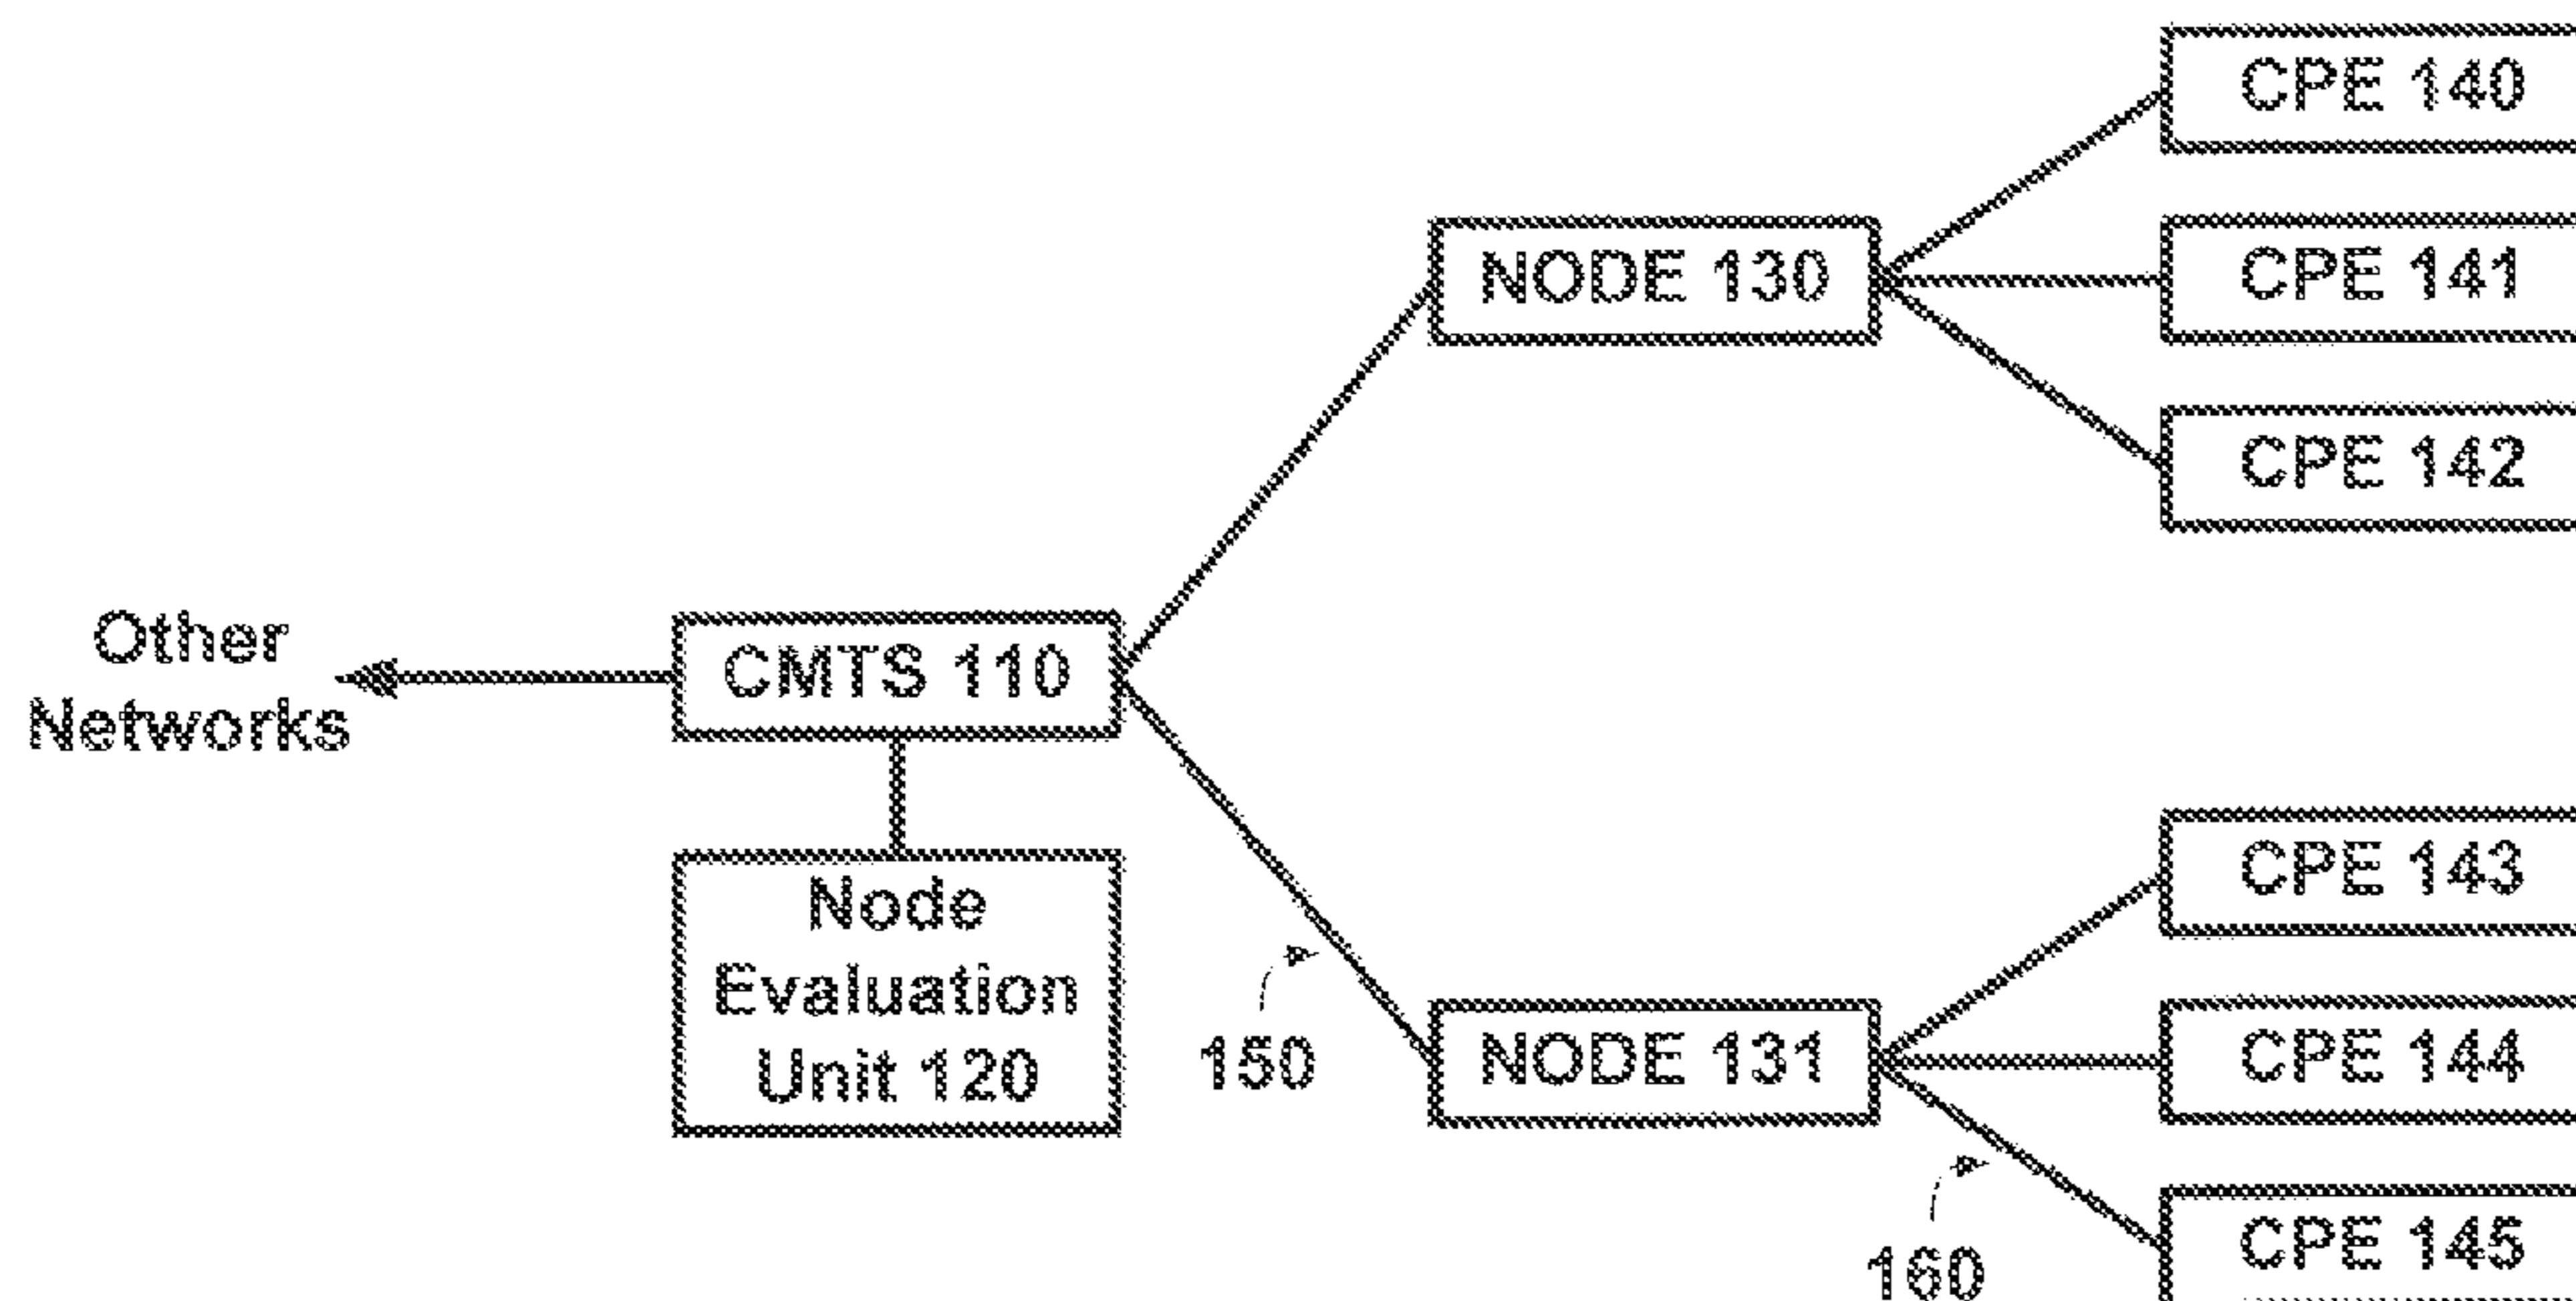 CPE 140
NODE 130
CPE 141
CPE 142
Other
Networks
CMTS 110
Node
Evaluation
Unit 120
150
NODE 131
CPE 143
CPE 144
160
CPE 145